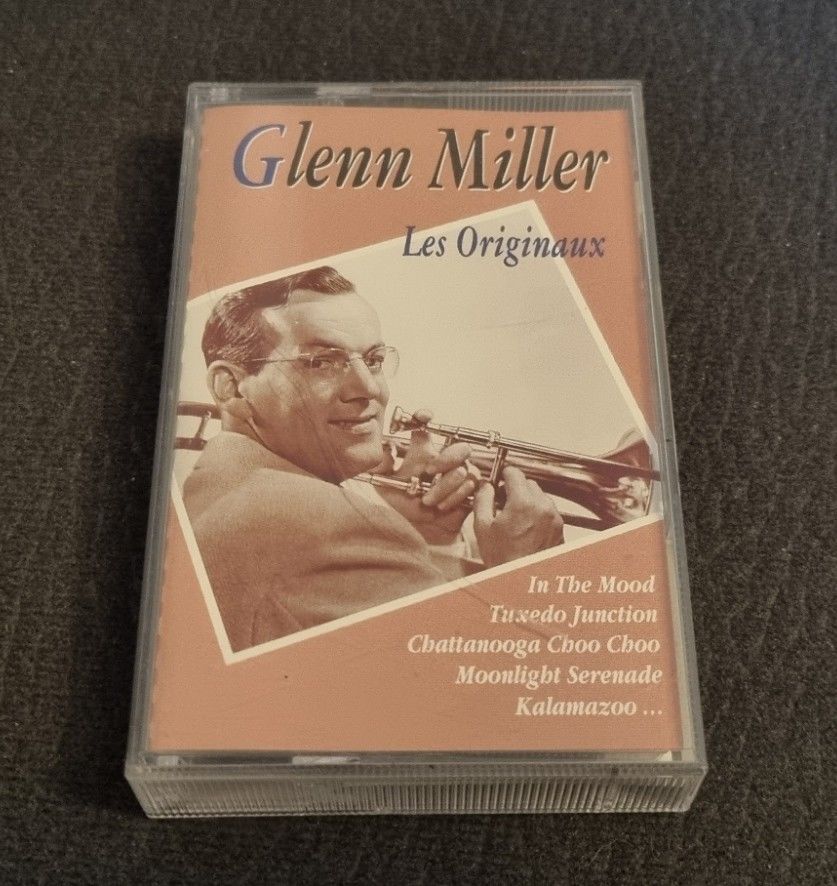 Glenn Miller
Les Originaux
In The Mood
Tuxedo Junction
Chattanooga Choo Choo
Moonlight Serenade
Kalamazoo ...